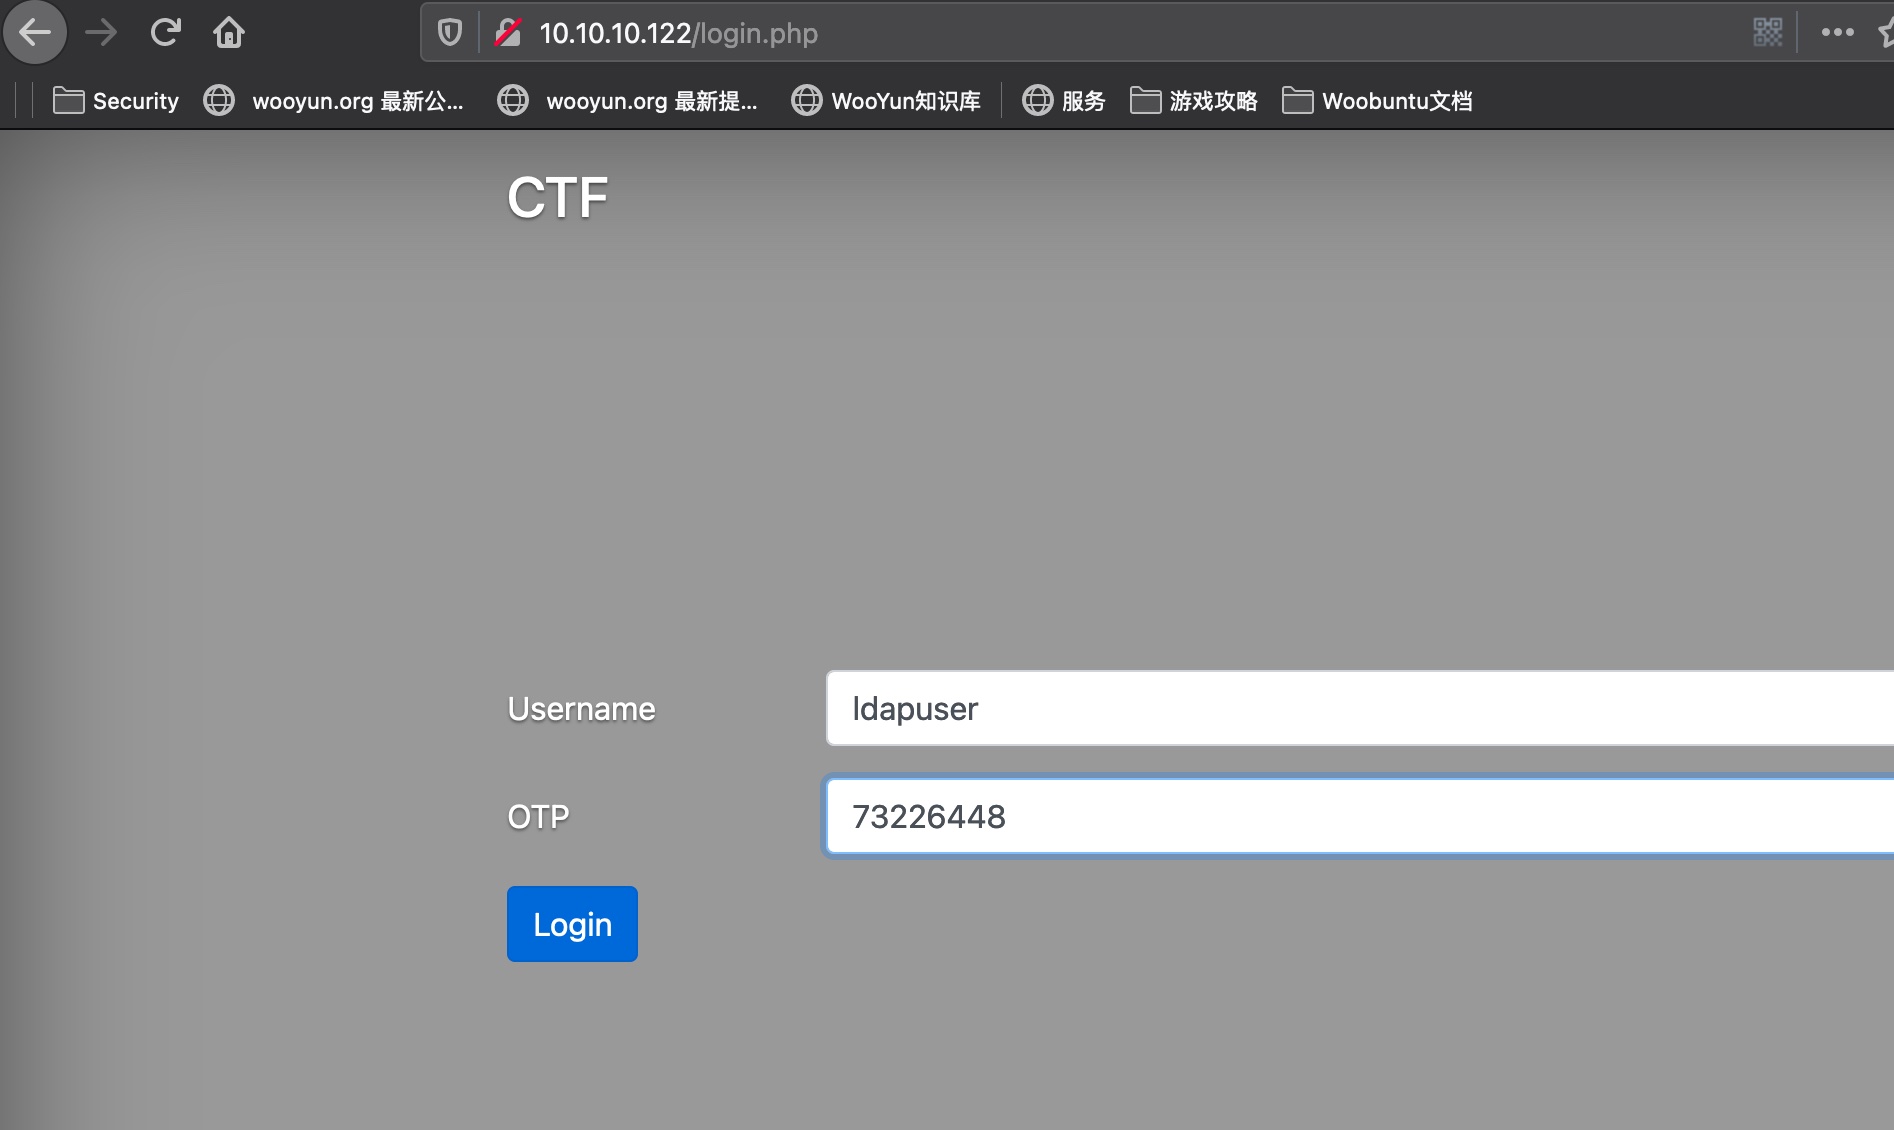 10.10.10.122/login.php
Security wooyun.org 最新公... wooyun.org 最新提... WooYun知识库 服务 游戏攻略 Woobuntu文档
CTF
Username ldapuser
OTP 73226448
Login